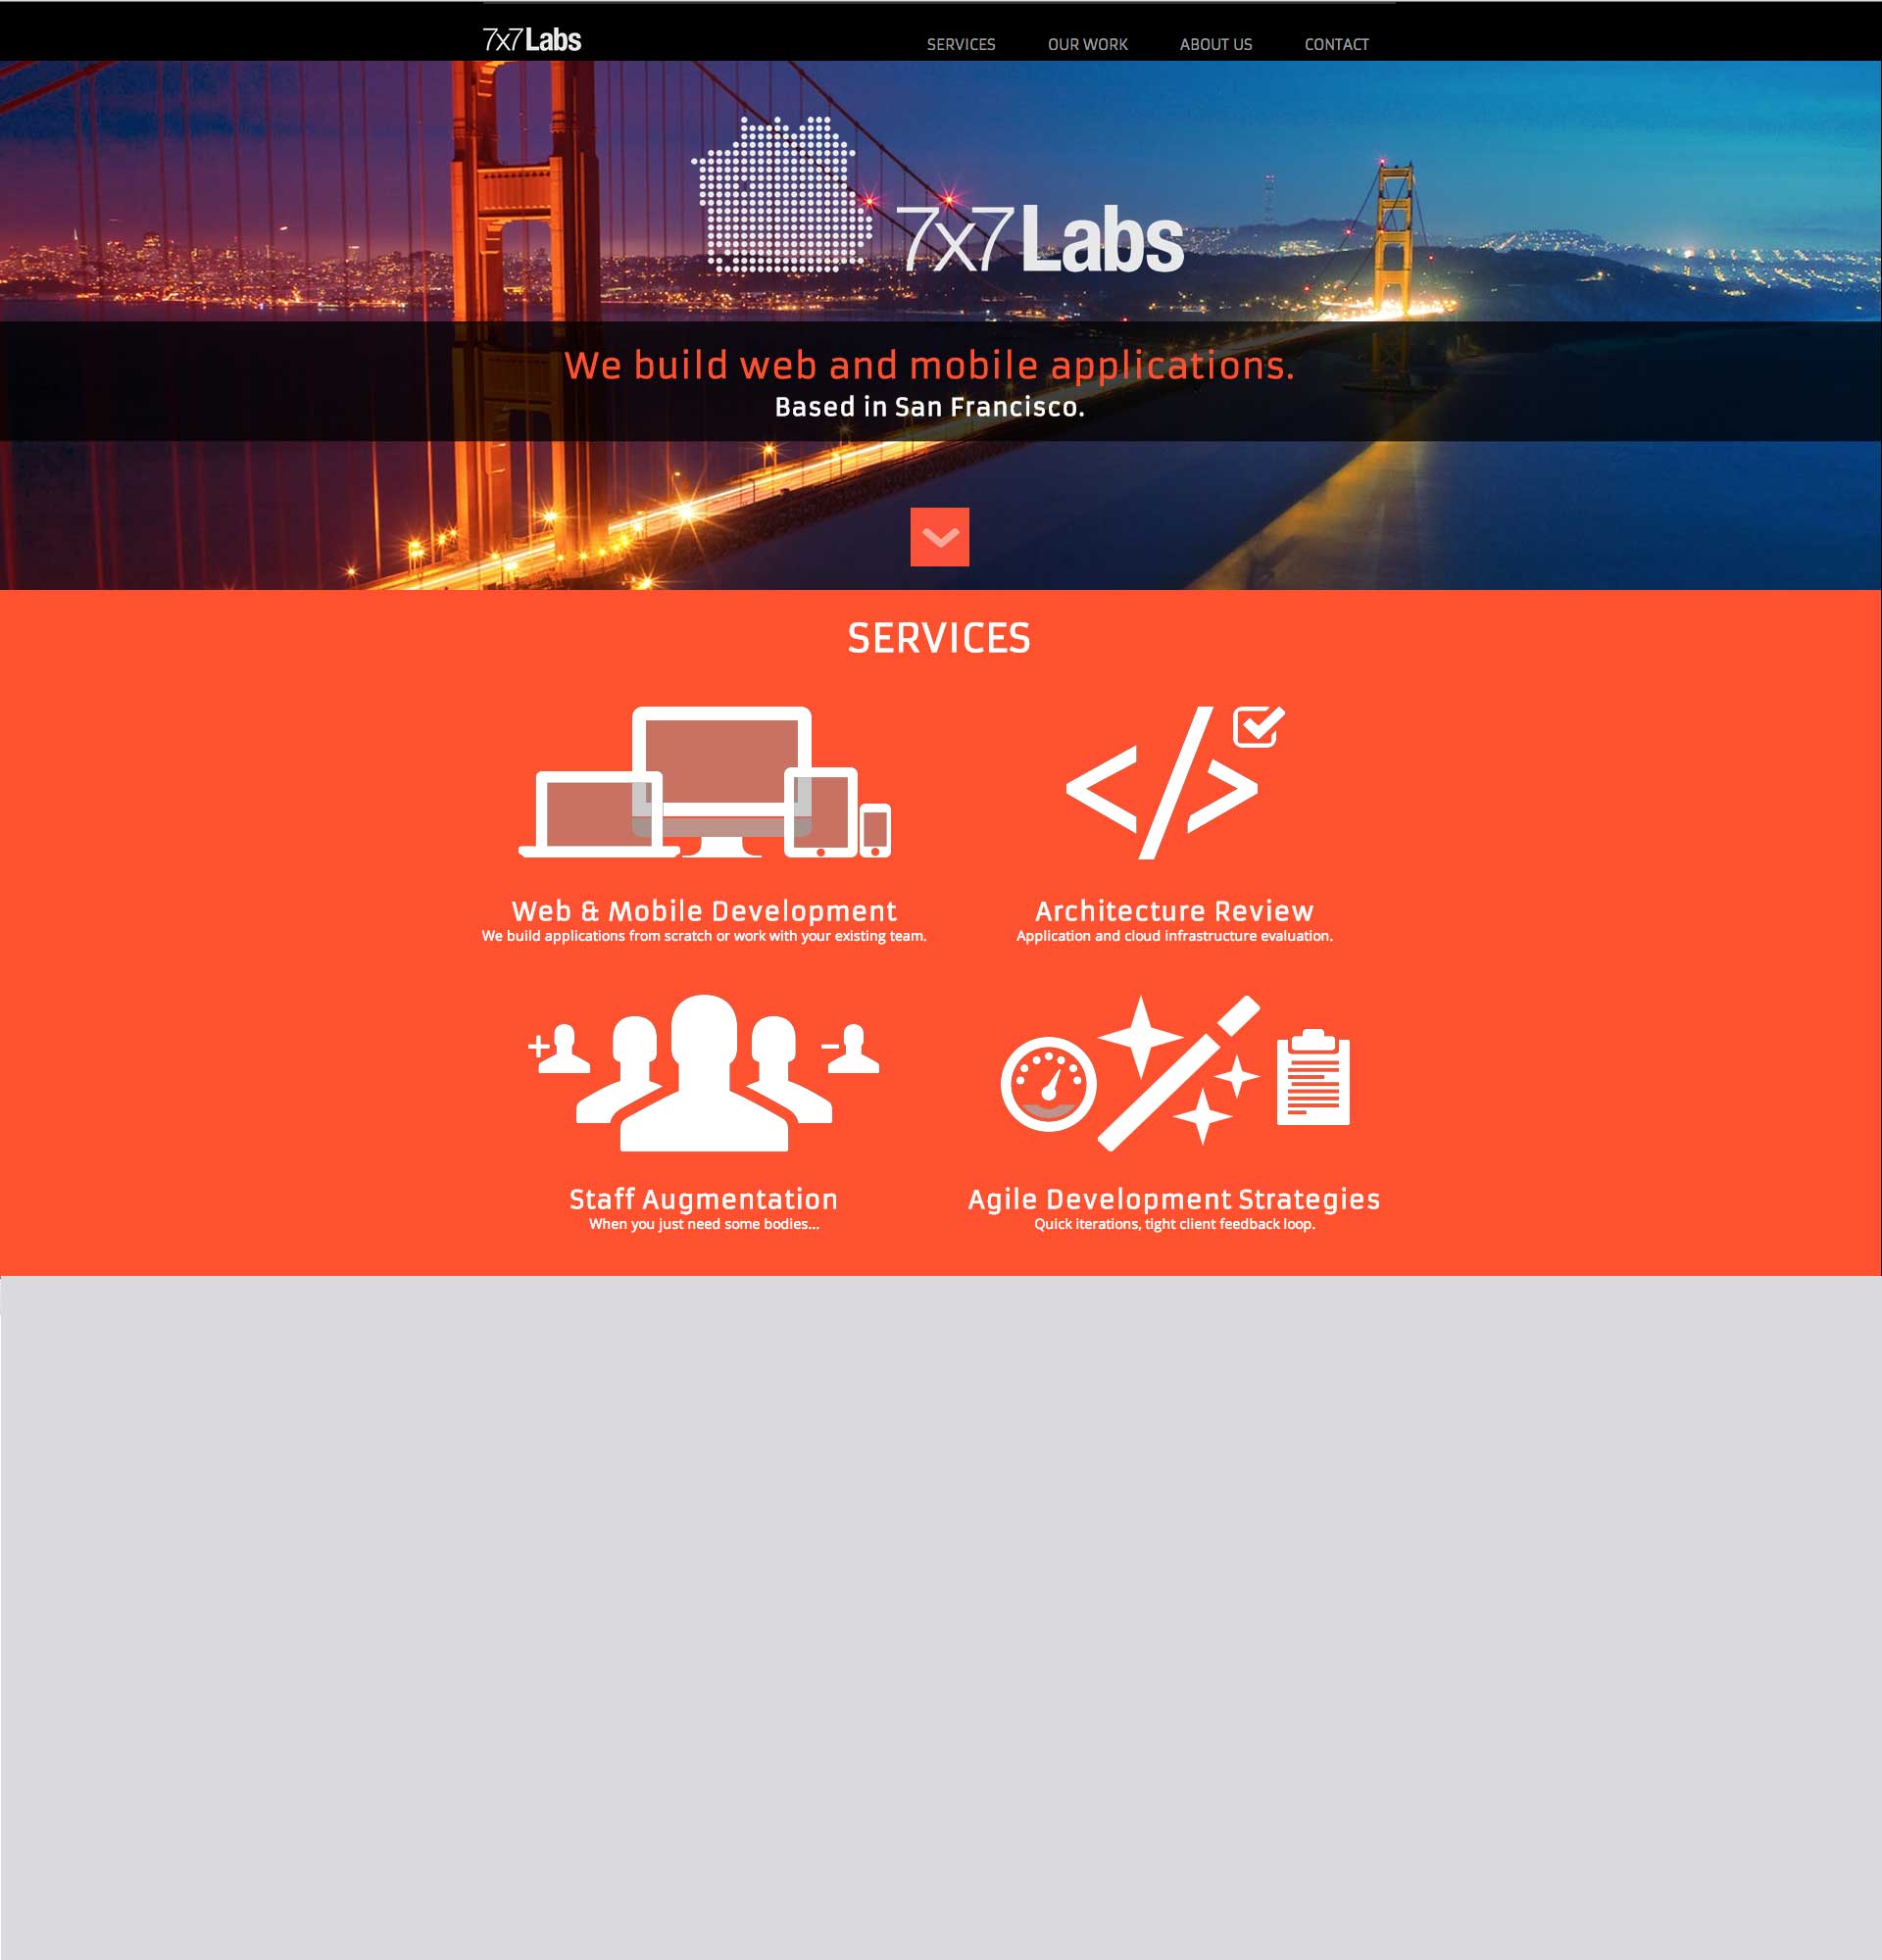 7x7Labs
SERVICES OUR WORK ABOUT US CONTACT
7x7Labs
We build web and mobile applications.
Based in San Francisco.
SERVICES
Web & Mobile Development
We build applications from scratch or work with your existing team.
Architecture Review
Application and cloud infrastructure evaluation.
Staff Augmentation
When you just need some bodies...
Agile Development Strategies
Quick iterations, tight client feedback loop.